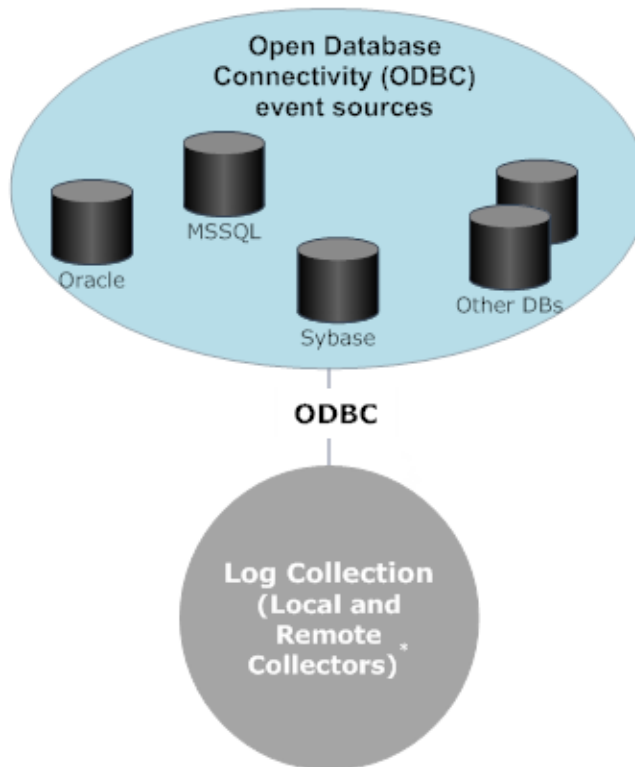 Open Database
Connectivity (ODBC)
event sources
MSSQL
Oracle
Other DBs
Sybase
ODBC
Log Collection
(Local and
Remote
Collectors)*